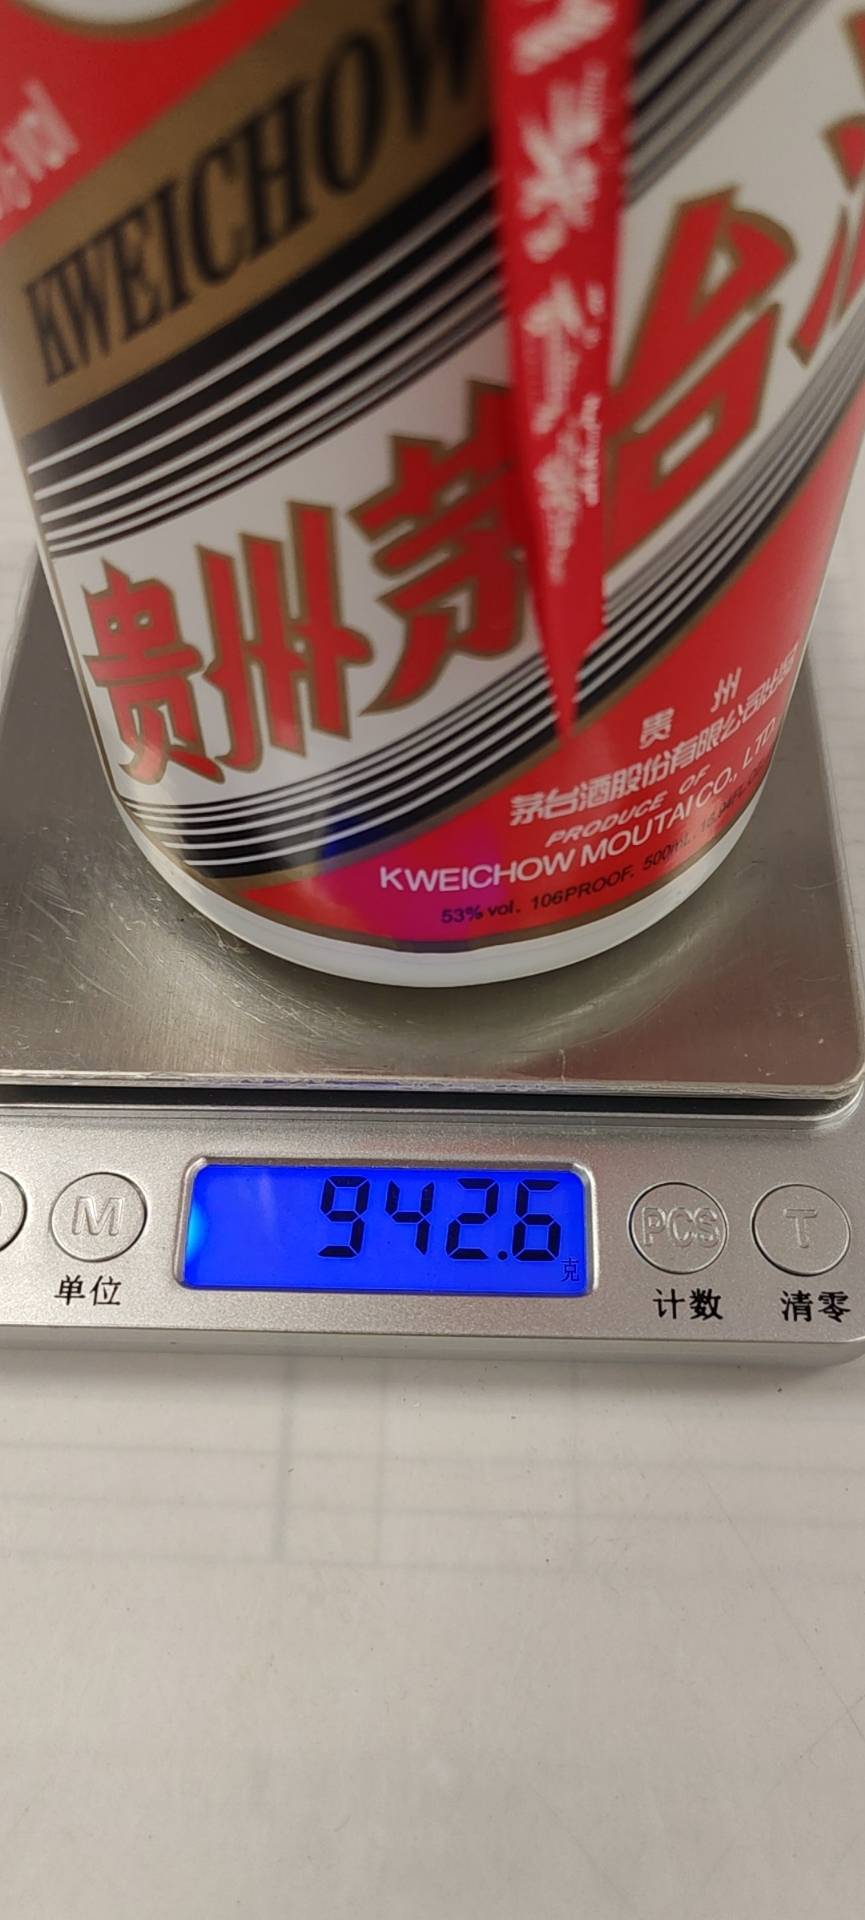 %vol
KWEICHOW
贵州茅台
贵州
茅台酒股份有限公司出品
PRODUCE OF
KWEICHOW MOUTAI CO., LTD.
53% vol. 106PROOF. 500mL
942.6
克
M
PCS
T
单位
计数
清零